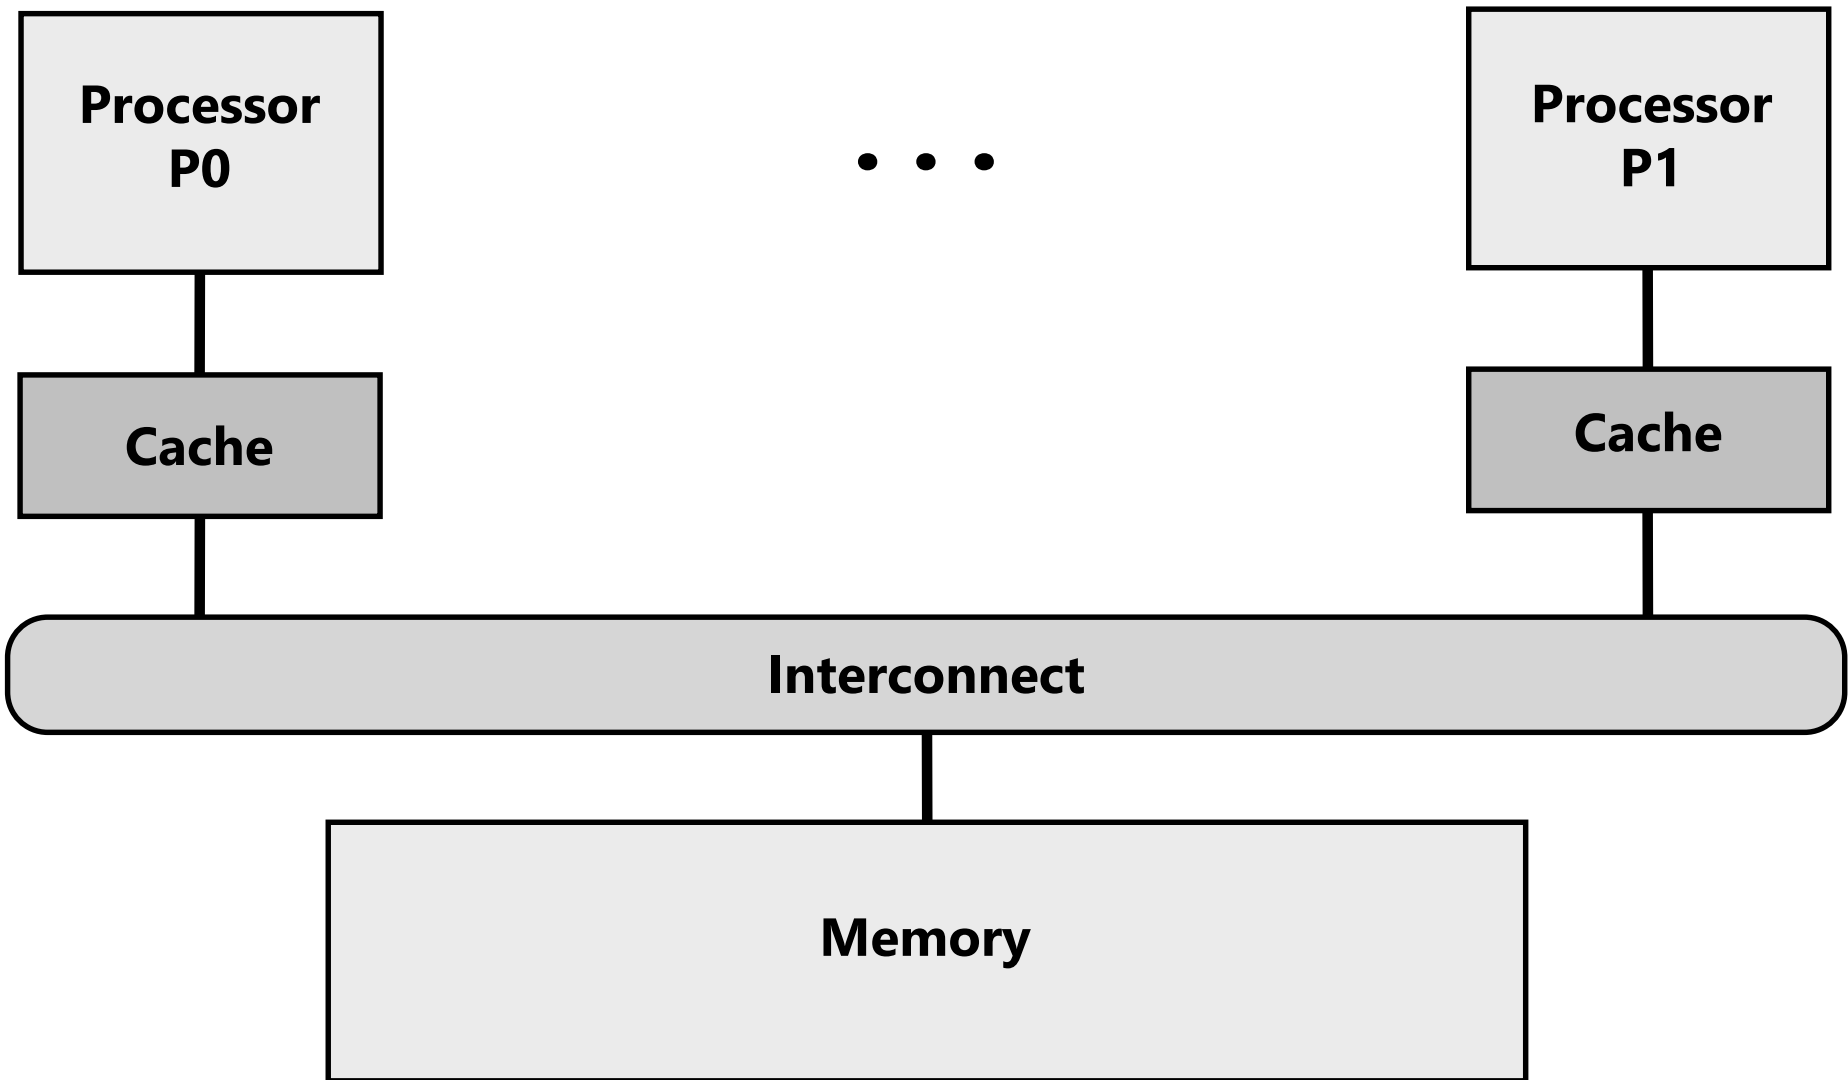 Processor
P0
. . .
Processor
P1
Cache
Cache
Interconnect
Memory